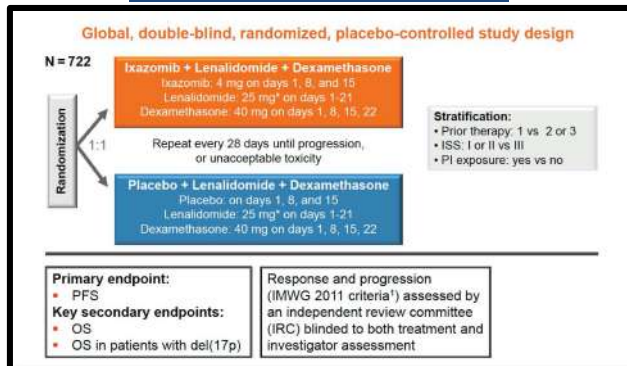 Global, double-blind, randomized, placebo-controlled study design
N = 722
Randomization
1:1
Ixazomib + Lenalidomide + Dexamethasone
Ixazomib: 4 mg on days 1, 8, and 15
Lenalidomide: 25 mg* on days 1-21
Dexamethasone: 40 mg on days 1, 8, 15, 22
Repeat every 28 days until progression,
or unacceptable toxicity
Placebo + Lenalidomide + Dexamethasone
Placebo: on days 1, 8, and 15
Lenalidomide: 25 mg* on days 1-21
Dexamethasone: 40 mg on days 1, 8, 15, 22
Stratification:
• Prior therapy: 1 vs 2 or 3
• ISS: I or II vs III
• PI exposure: yes vs no
Primary endpoint:
• PFS
Key secondary endpoints:
• OS
• OS in patients with del(17p)
Response and progression
(IMWG 2011 criteria¹) assessed by
an independent review committee
(IRC) blinded to both treatment and
investigator assessment